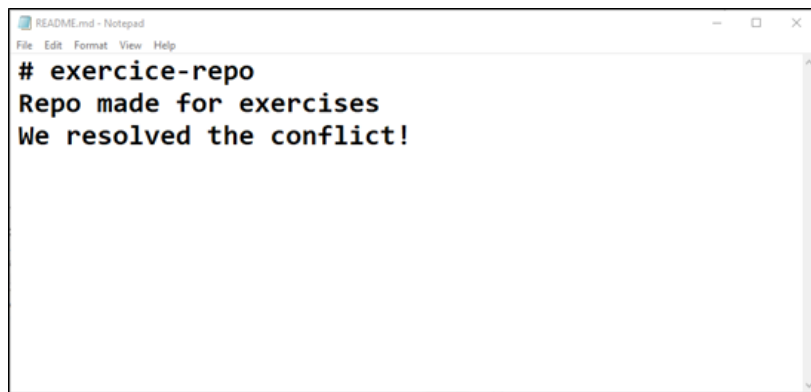 README.md - Notepad
File Edit Format View Help
# exercice-repo
Repo made for exercises
We resolved the conflict!